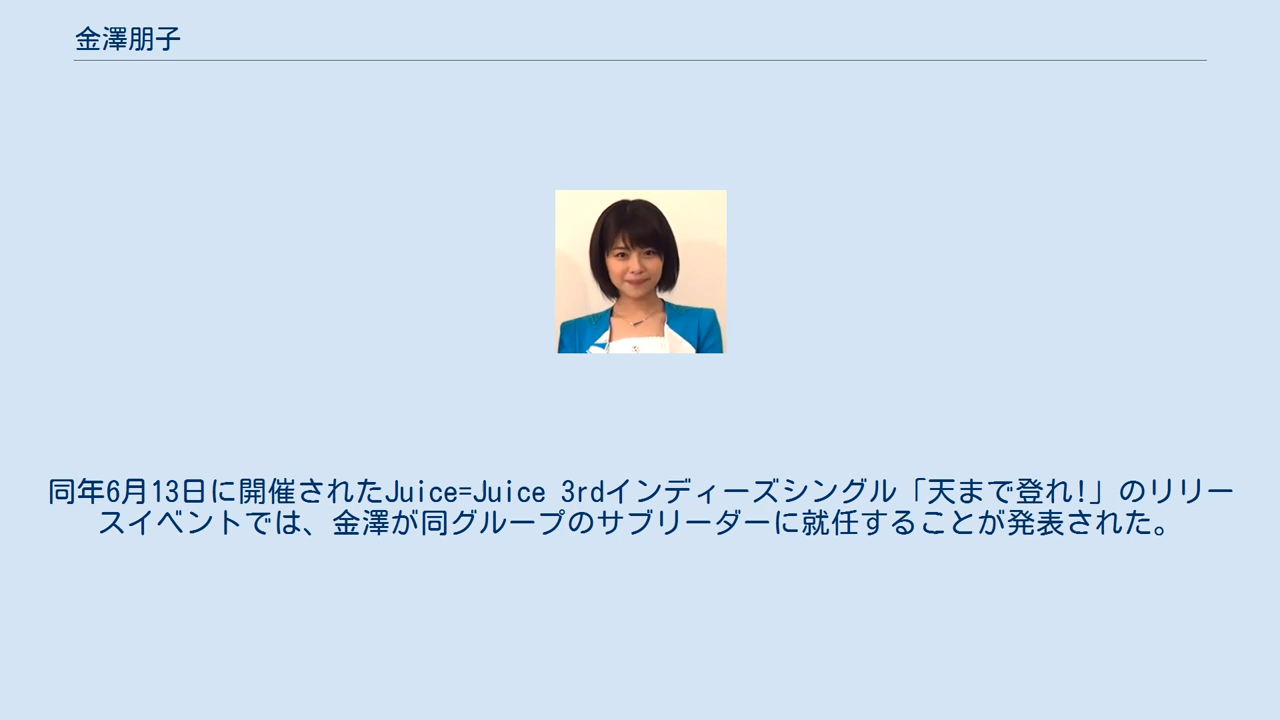 金澤朋子
同年6月13日に開催されたJuice=Juice 3rdインディーズシングル「天まで登れ!」のリリー
スイベントでは、金澤が同グループのサブリーダーに就任することが発表された。